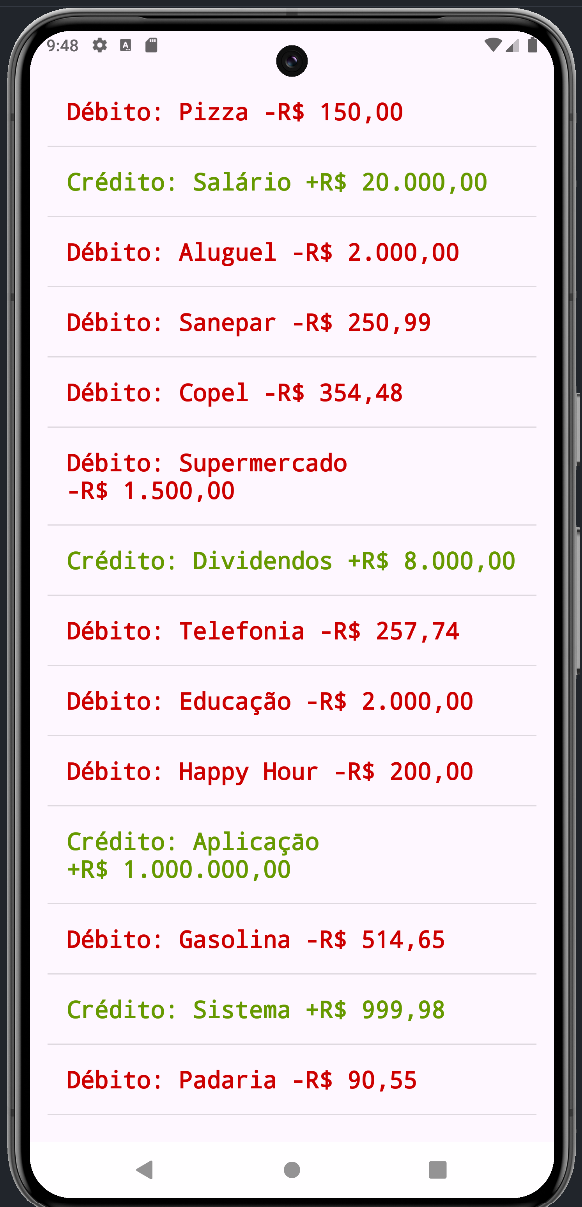 9:48
Débito: Pizza -R$ 150,00
Crédito: Salário +R$ 20.000,00
Débito: Aluguel -R$ 2.000,00
Débito: Sanepar -R$ 250,99
Débito: Copel -R$ 354,48
Débito: Supermercado
-R$ 1.500,00
Crédito: Dividendos +R$ 8.000,00
Débito: Telefonia -R$ 257,74
Débito: Educação -R$ 2.000,00
Débito: Happy Hour -R$ 200,00
Crédito: Aplicação
+R$ 1.000.000,00
Débito: Gasolina -R$ 514,65
Crédito: Sistema +R$ 999,98
Débito: Padaria -R$ 90,55